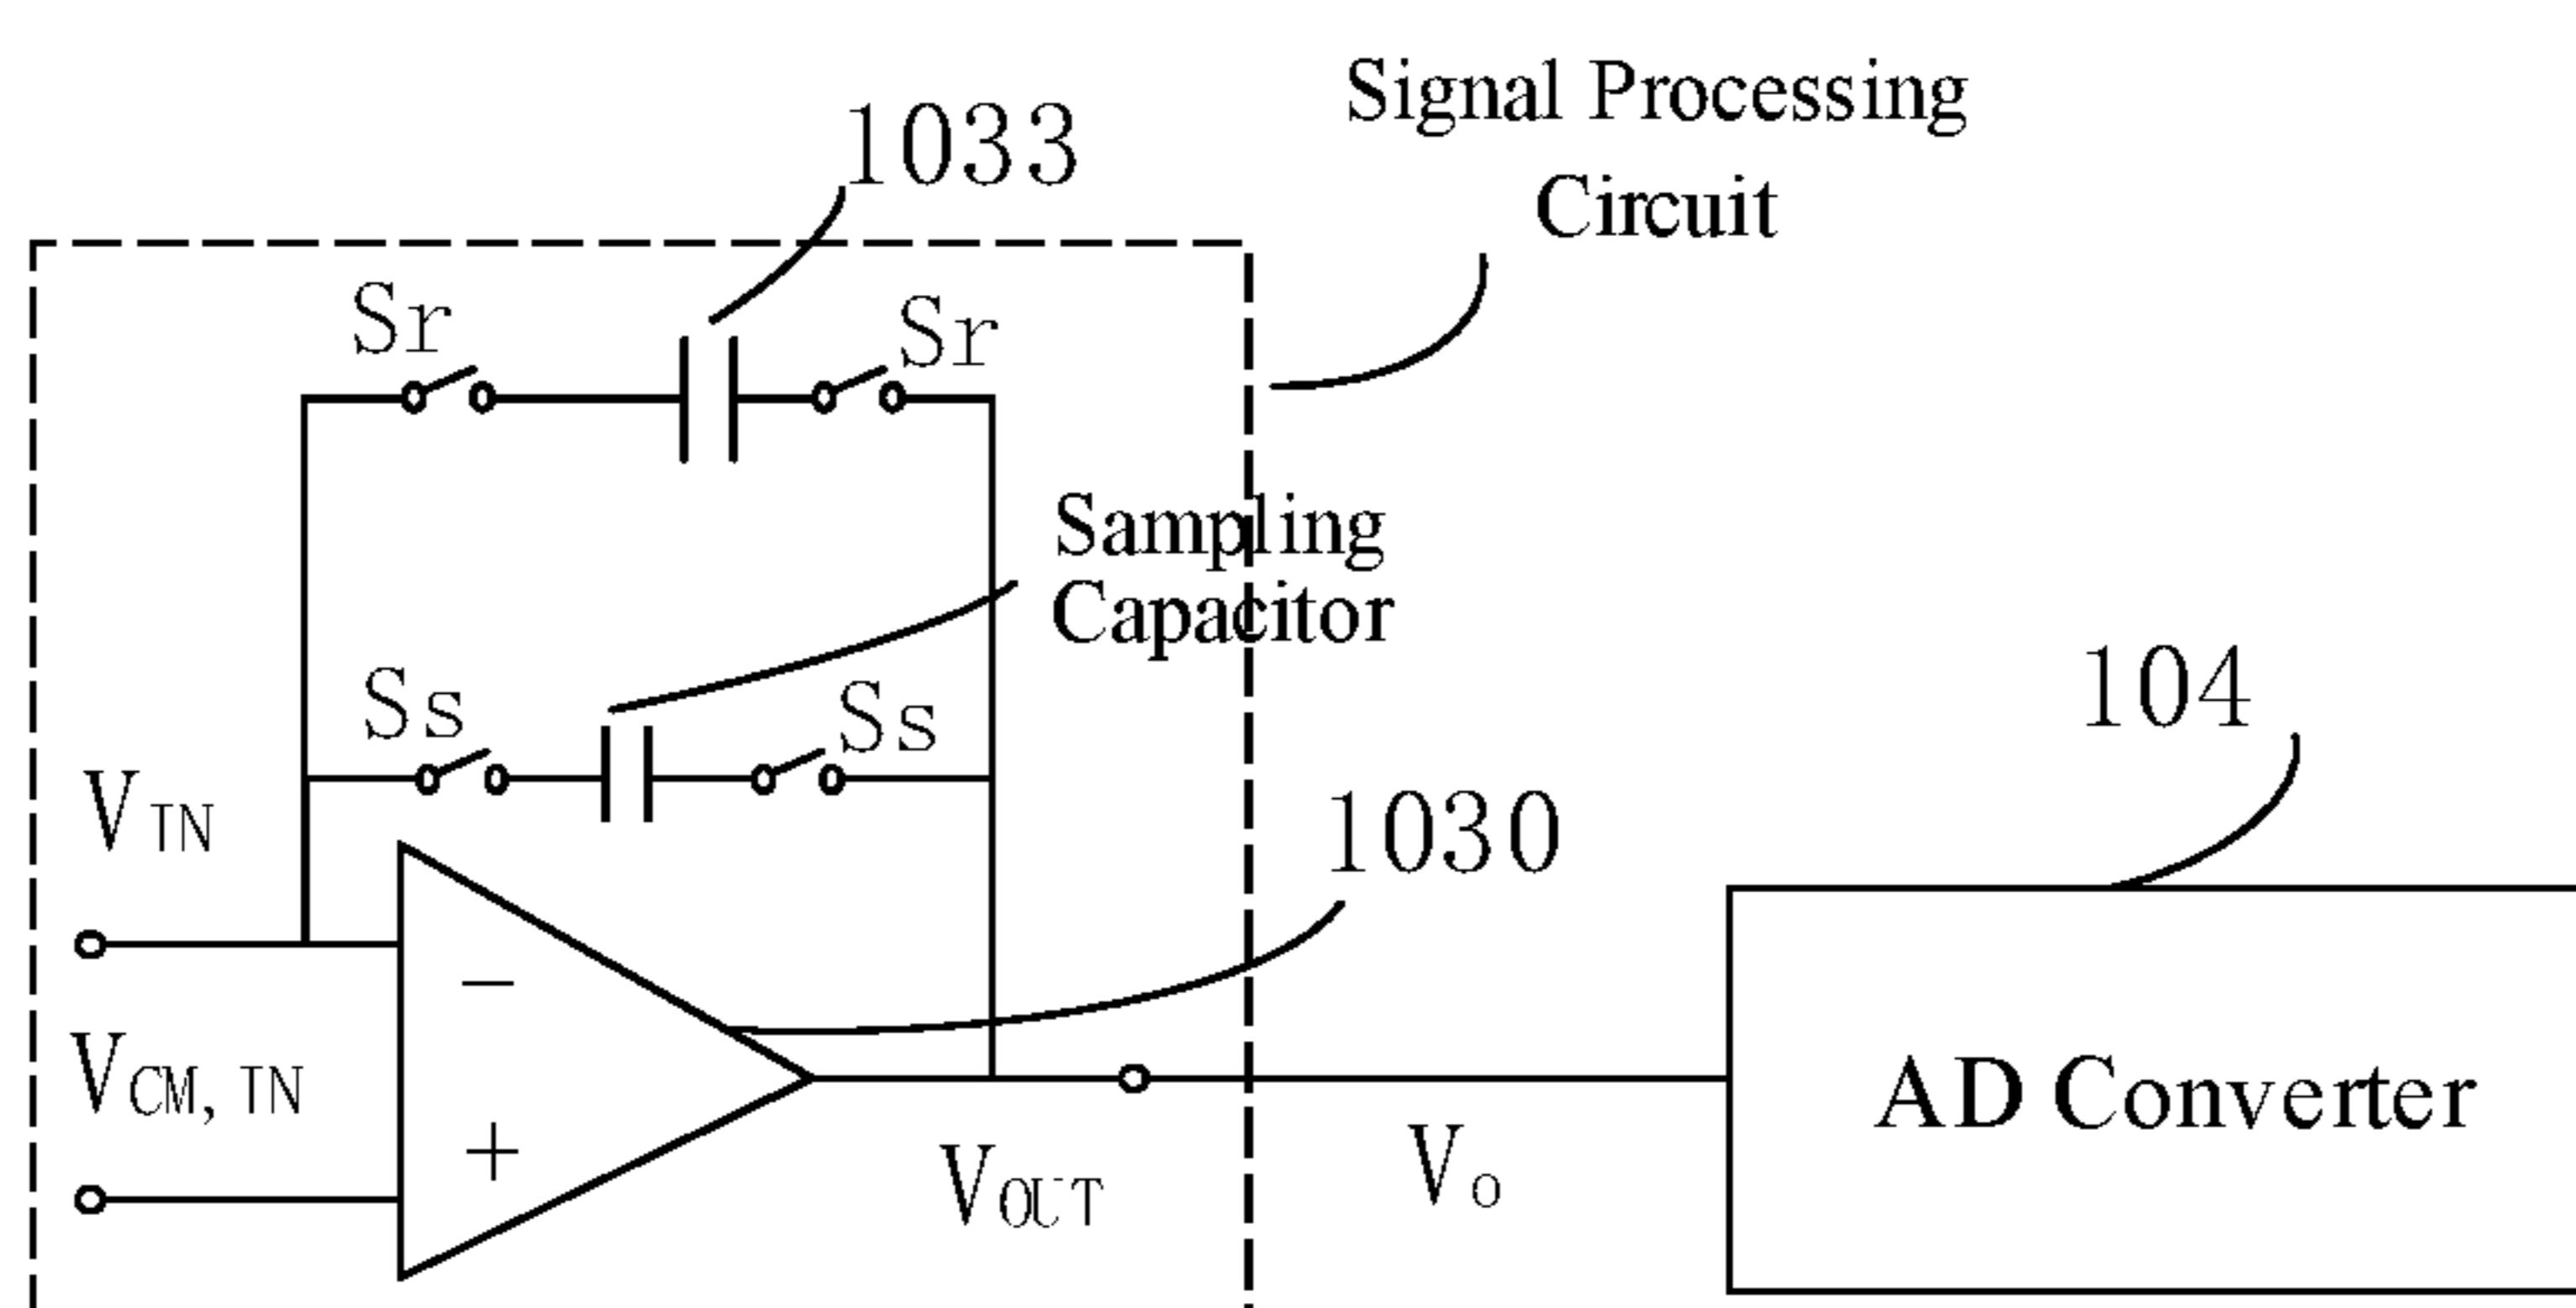 Signal Processing
Circuit
1033
Sr
Sr
Sampling
Capacitor
Ss
Ss
104
VIN
1030
−
VCM, IN
+
AD Converter
VOUT
Vo